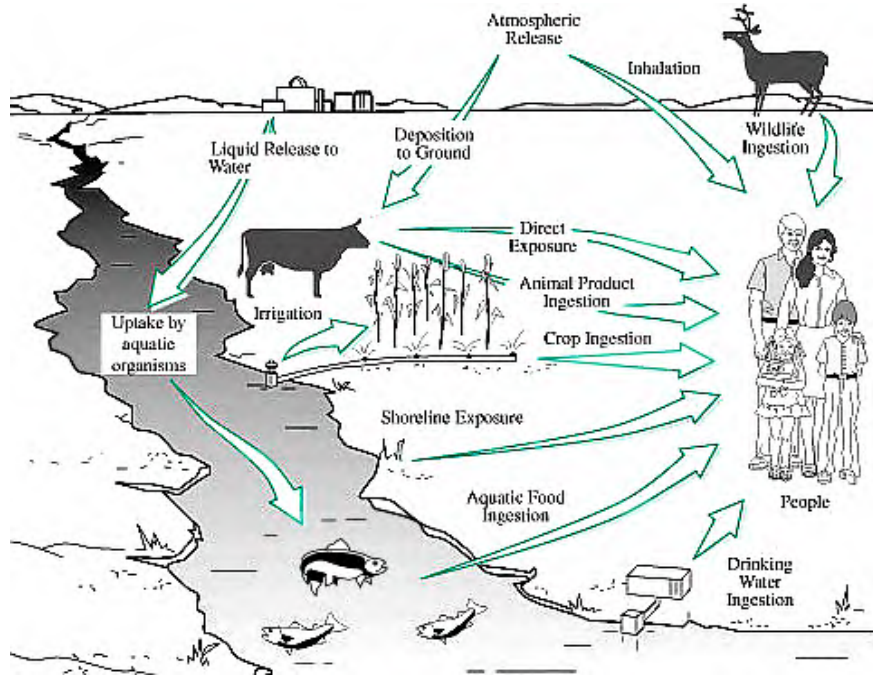 Atmospheric
Release
Inhalation
Wildlife
Ingestion
Liquid Release to
Water
Deposition
to Ground
Direct
Exposure
Animal Product
Ingestion
Irrigation
Uptake by
aquatic
organisms
Crop Ingestion
Shoreline Exposure
Aquatic Food
Ingestion
People
Drinking
Water
Ingestion